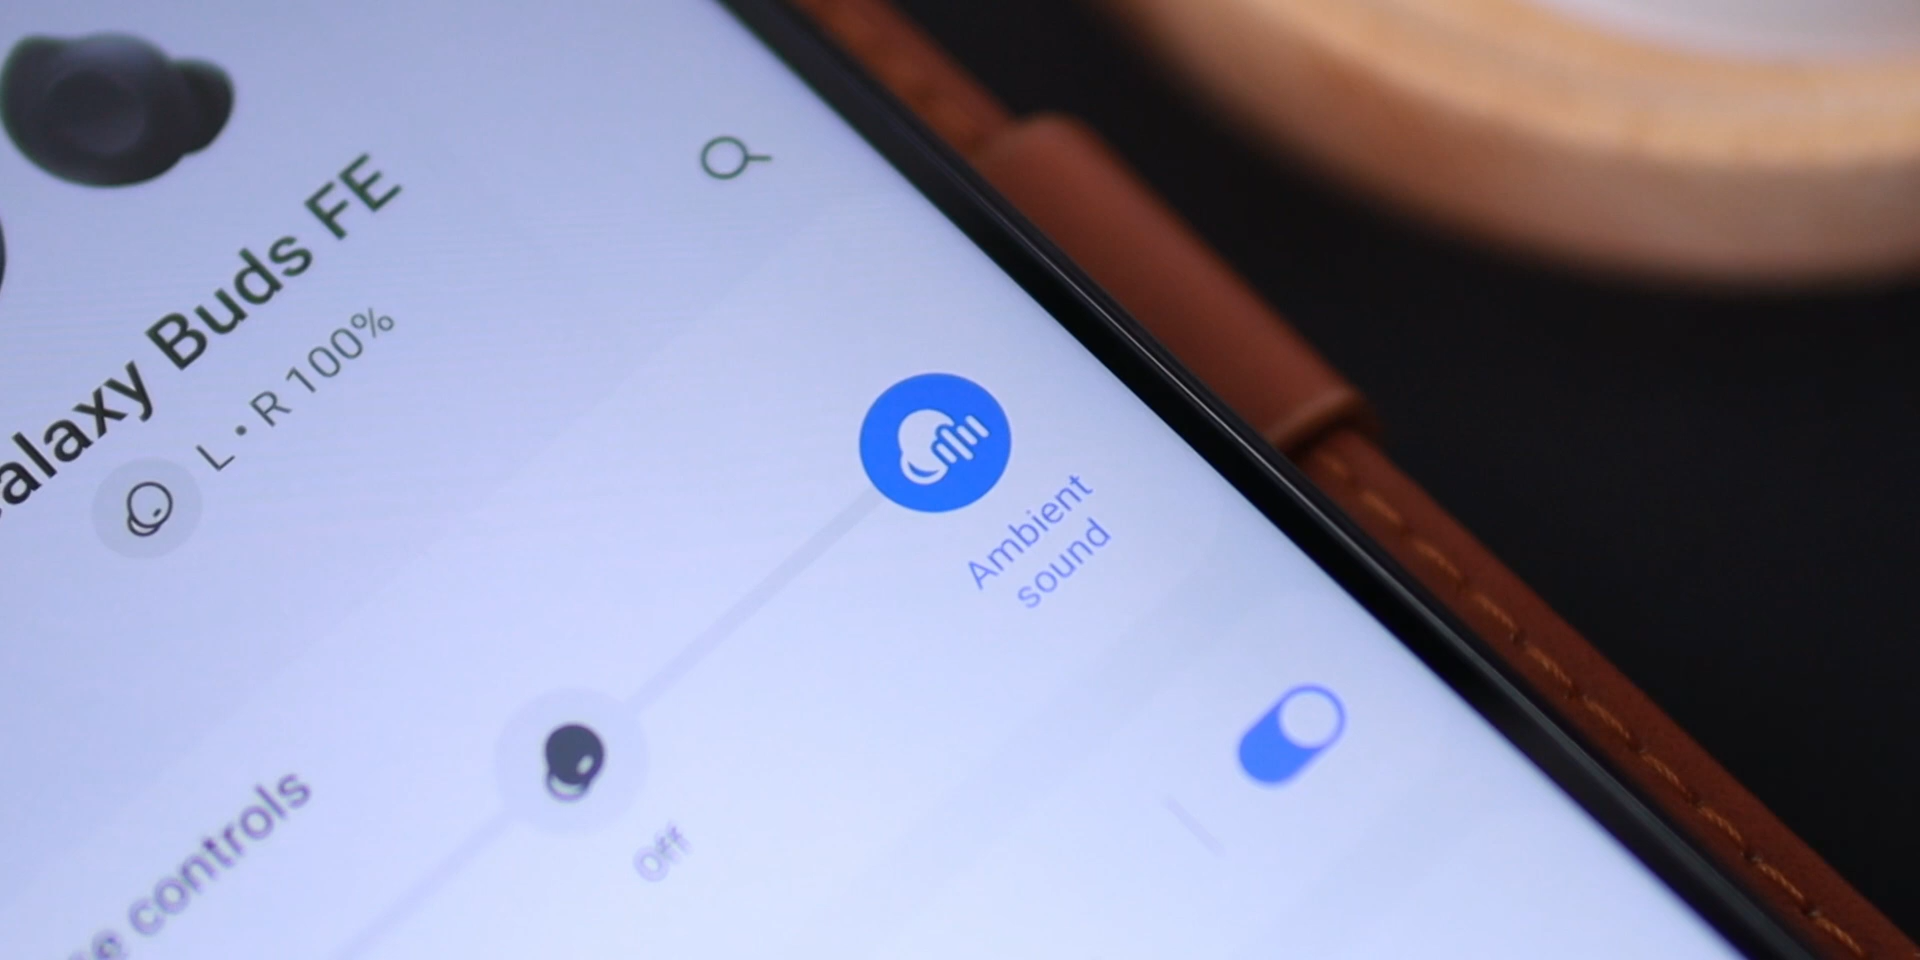 alaxy Buds FE
L • R 100%
Ambient
sound
Off
controls